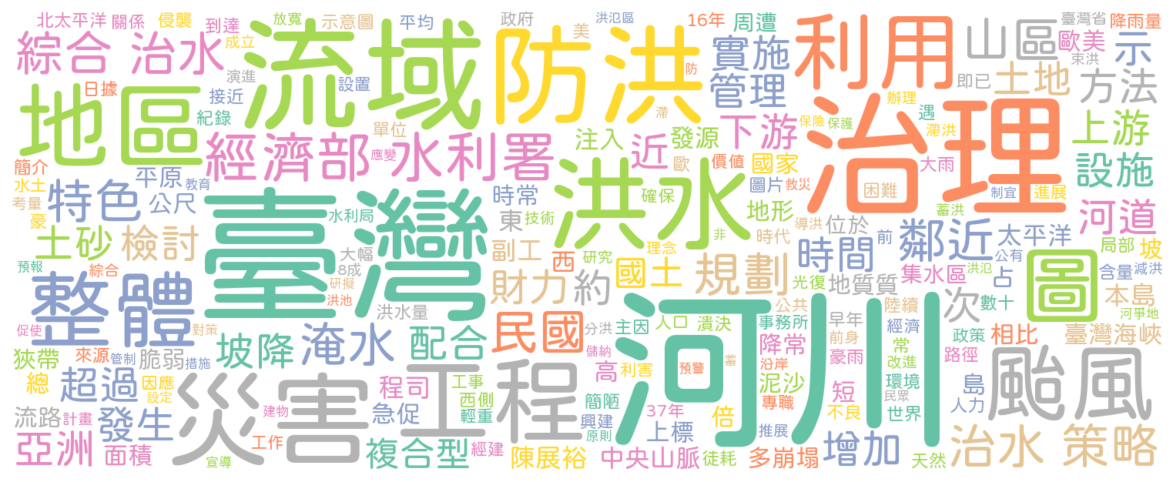 北太平洋 關係 侵襲 到達 放寬 示意圖 平均 政府 洪氾區 美 16年 周遭 利用 山區 臺灣省 降雨量
綜合 治水 成立 流域 防洪 實施 歐美 束洪 示
日據 演進 設置 防 管理 即已 土地 方法
地區 接近 紀錄 滯 辦理 遇 上游
經濟部 水利署 單位 應變 注入 近 發源 下游 保險 保護 滯洪 治理
簡介 平原 教育 歐 價值 國家 大雨 設施
水土 考量 特色 公尺 臺灣 時常 洪水 確保 圖片 救災 困難 制宜 進展
豪 水利局 東 技術 非 地形 導洪 位於 蓄洪 河道
土砂 檢討 大幅 副工 研究 理念 時代 時間 前 鄰近 太平洋 局部 坡
預報 綜合 8成 研擬 西 國土 規劃 光復 地質質 集水區 公有 洪氾 占 含量 減洪
整體 洪池 財力 約 河川 公共 陸續 次 數十 本島 圖
洪水量 民國 分洪 主因 人口 潰決 事務所 早年 經濟 政策 河爭地
促使 對策 坡降 淹水 配合 降常 前身 常 相比 臺灣海峽
狹帶 來源 管制 措施 脆弱 儲納 利害 預警 蓄 沿岸 豪雨 改進 路徑
總 超過 因應 設定 災害 工程 程司 工事 西側 簡陋 高 泥沙 短 環境 島 颱風
流路 計畫 發生 建物 急促 輕重 興建 37年 倍 專職 不良 民眾 世界 人力
亞洲 面積 工作 原則 上標 推展 增加 治水 策略
宣導 複合型 經建 陳展裕 中央山脈 徒耗 多崩塌 天然